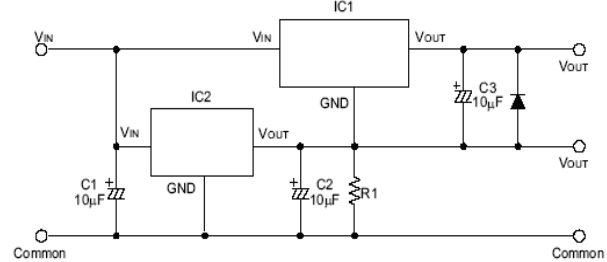 IC1
VIN
VIN
VOUT
VOUT
GND
C3
10μF
IC2
VIN
VOUT
VOUT
GND
C1
10μF
C2
10μF
R1
Common
Common